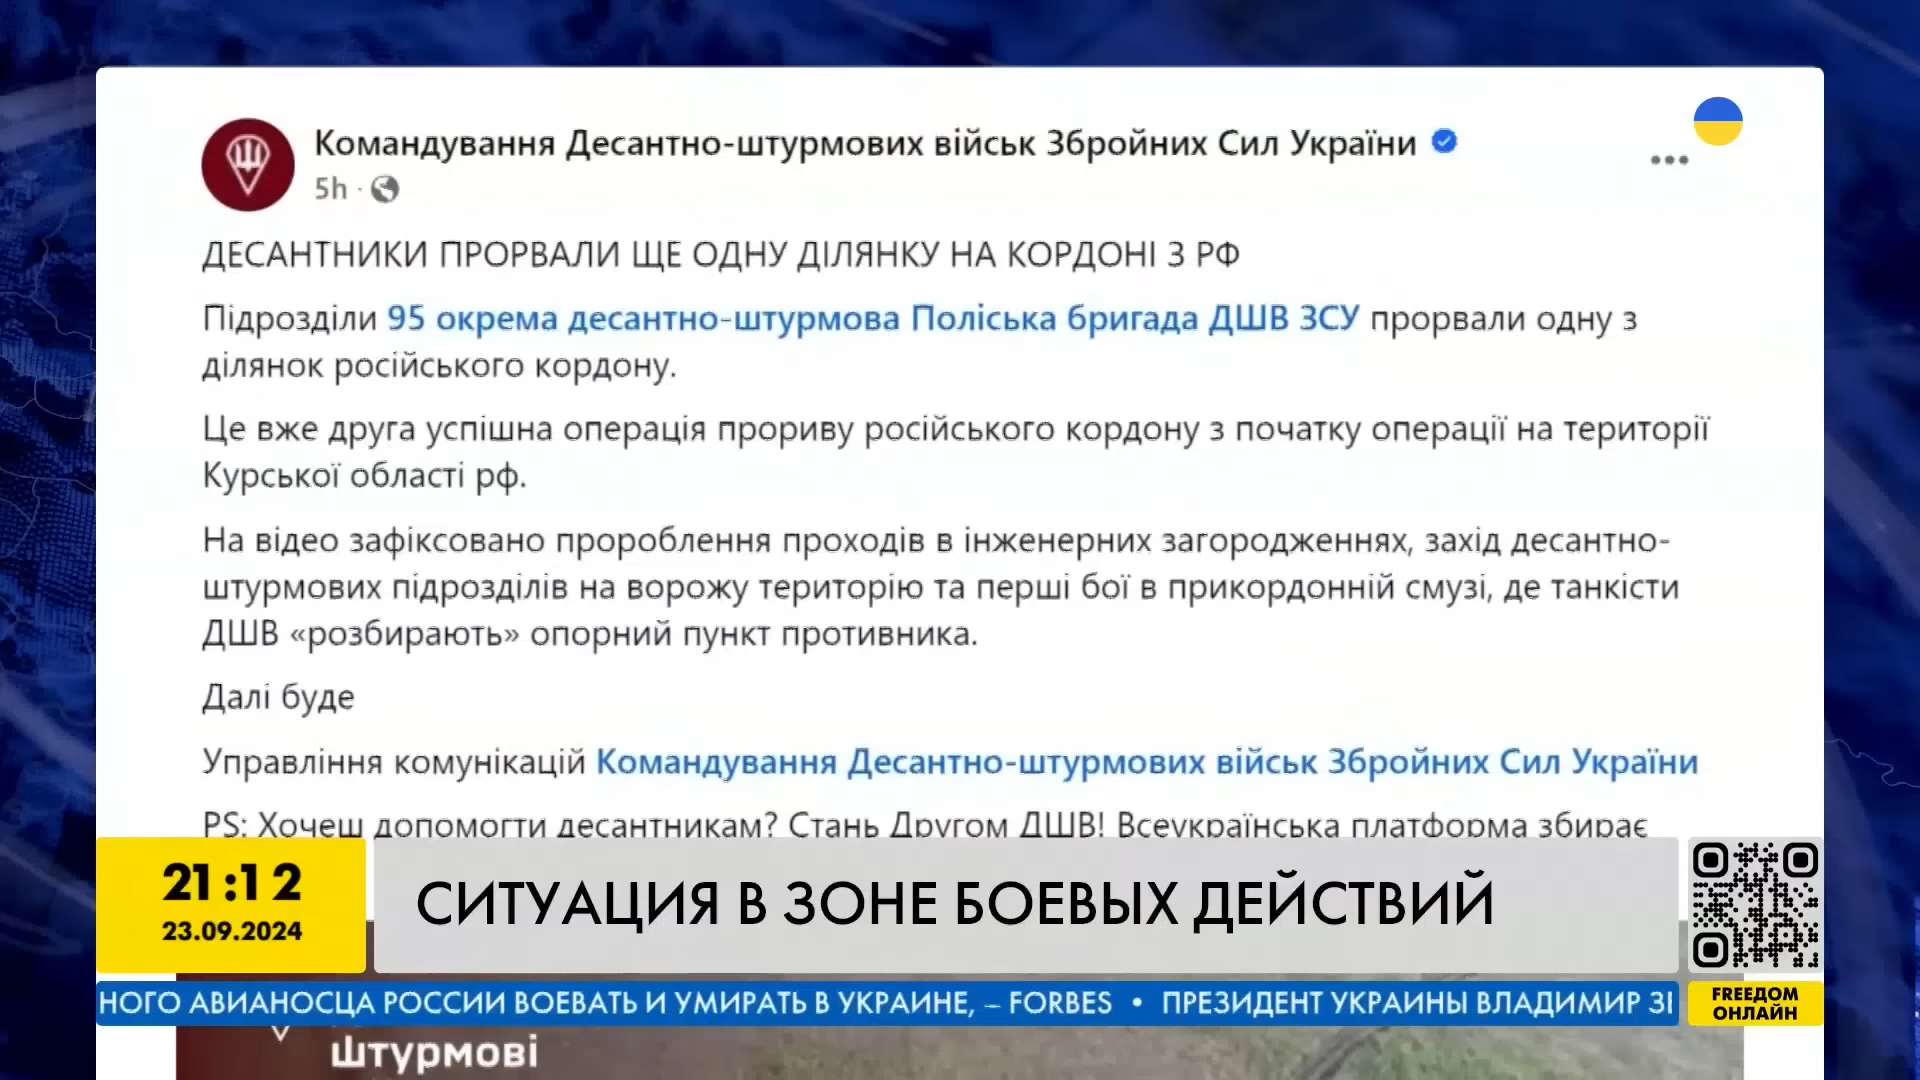 Командування Десантно-штурмових військ Збройних Сил України
5h ·
ДЕСАНТНИКИ ПРОРВАЛИ ЩЕ ОДНУ ДІЛЯНКУ НА КОРДОНІ З РФ
Підрозділи 95 окрема десантно-штурмова Поліська бригада ДШВ ЗСУ прорвали одну з
ділянок російського кордону.
Це вже друга успішна операція прориву російського кордону з початку операції на території
Курської області рф.
На відео зафіксовано пророблення проходів в інженерних загородженнях, захід десантно-
штурмових підрозділів на ворожу територію та перші бої в прикордонній смузі, де танкісти
ДШВ «розбирають» опорний пункт противника.
Далі буде
Управління комунікацій Командування Десантно-штурмових військ Збройних Сил України
PS: Хочеш допомогти десантникам? Стань Другом ДШВ! Всеукраїнська платформа збирає
21:12
23.09.2024
СИТУАЦИЯ В ЗОНЕ БОЕВЫХ ДЕЙСТВИЙ
НОГО АВИАНОСЦА РОССИИ ВОЕВАТЬ И УМИРАТЬ В УКРАИНЕ, – FORBES • ПРЕЗИДЕНТ УКРАИНЫ ВЛАДИМИР
FREEДОМ
ОНЛАЙН
штурмові